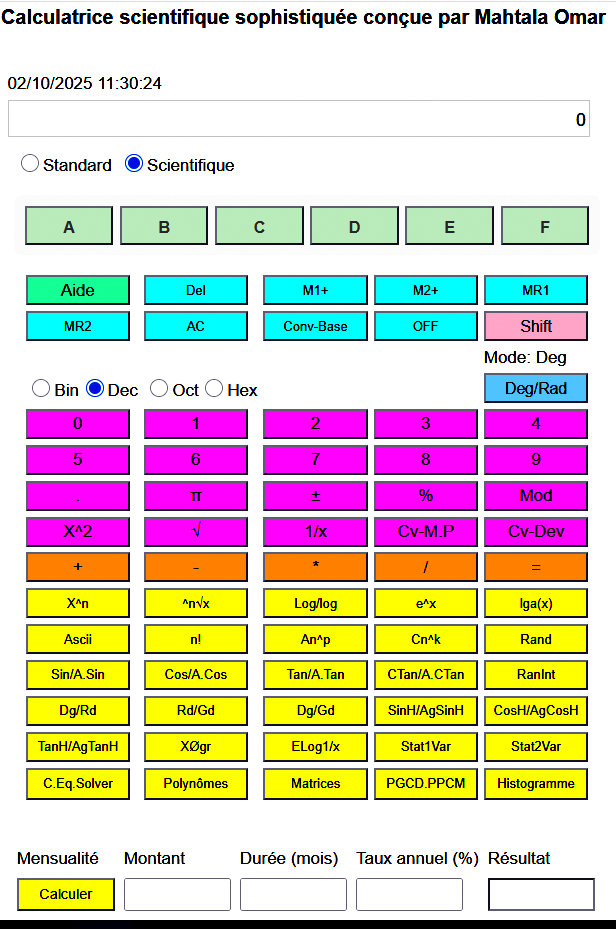 Calculatrice scientifique sophistiquée conçue par Mahtala Omar
02/10/2025 11:30:24
0
Standard Scientifique
A B C D E F
Aide Del M1+ M2+ MR1
MR2 AC Conv-Base OFF Shift
Mode: Deg
Bin Dec Oct Hex Deg/Rad
0 1 2 3 4
5 6 7 8 9
. π ± % Mod
X^2 √ 1/x Cv-M.P Cv-Dev
+ - * / =
X^n ^n√x Log/log e^x lga(x)
Ascii n! An^p Cn^k Rand
Sin/A.Sin Cos/A.Cos Tan/A.Tan CTan/A.CTan RanInt
Dg/Rd Rd/Gd Dg/Gd SinH/AgSinH CosH/AgCosH
TanH/AgTanH XØgr ELog1/x Stat1Var Stat2Var
C.Eq.Solver Polynômes Matrices PGCD.PPCM Histogramme
Mensualité Montant Durée (mois) Taux annuel (%) Résultat
Calculer